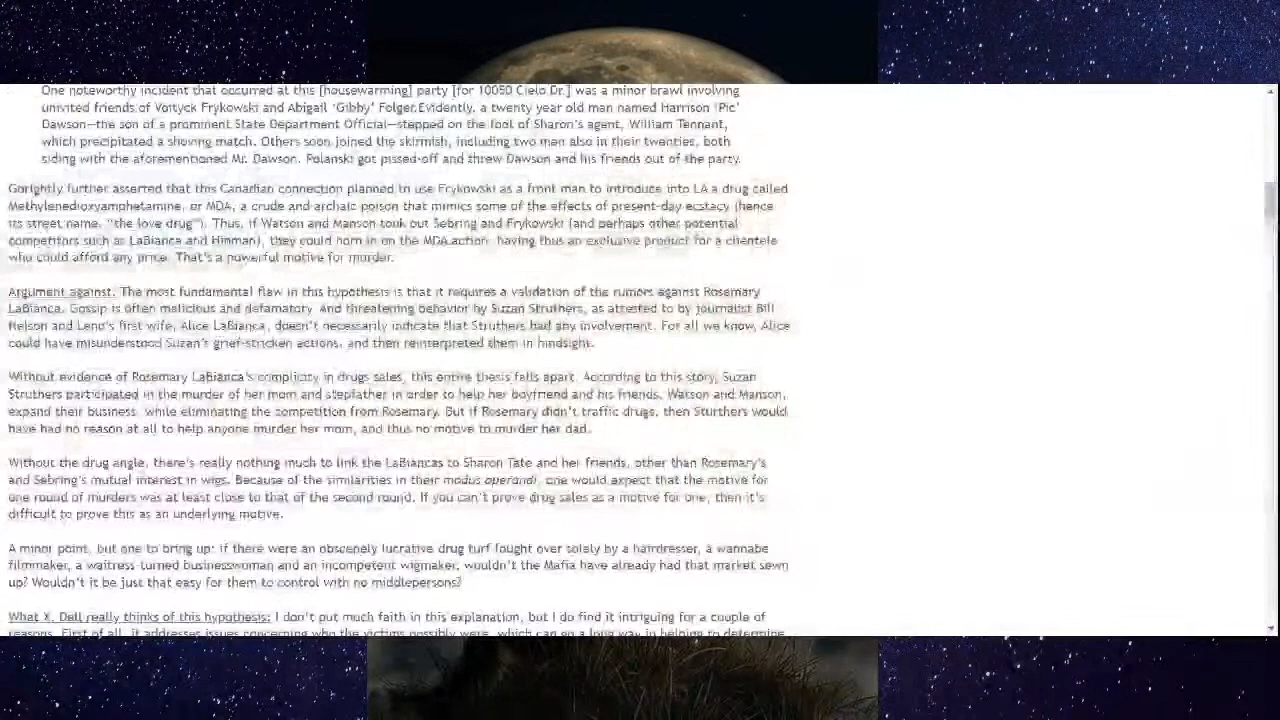 One noteworthy incident that occurred at this [housewarming] party [for 10050 Cielo Dr.] was a minor brawl involving
uninvited friends of Voityck Frykowski and Abigail 'Gibby' Folger.Evidently, a twenty year old man named Harrison 'Pic'
Dawson—the son of a prominent State Department Official—stepped on the foot of Sharon's agent, William Tennant,
which precipitated a shoving match. Others soon joined the skirmish, including two men also in their twenties, both
siding with the aforementioned Mr. Dawson. Polanski got pissed-off and threw Dawson and his friends out of the party.
Gorightly further asserted that this Canadian connection planned to use Frykowski as a front man to introduce into LA a drug called
Methylenedioxyamphetamine, or MDA, a crude and archaic poison that mimics some of the effects of present-day ecstacy (hence
its street name, "the love drug"). Thus, if Watson and Manson took out Sebring and Frykowski (and perhaps other potential
competitors such as LaBianca and Hinman), they could horn in on the MDA action, having thus an exclusive product for a clientele
who could afford any price. That's a powerful motive for murder.
Argument against. The most fundamental flaw in this hypothesis is that it requires a validation of the rumors against Rosemary
LaBianca. Gossip is often malicious and defamatory. And threatening behavior by Suzan Struthers, as attested to by journalist Bill
Nelson and Leno's first wife, Alice LaBianca, doesn't necessarily indicate that Struthers had any involvement. For all we know, Alice
could have misunderstood Suzan's grief-stricken actions, and then reinterpreted them in hindsight.
Without evidence of Rosemary LaBianca's complicity in drugs sales, this entire thesis falls apart. According to this story, Suzan
Struthers participated in the murder of her mom and stepfather in order to help her boyfriend and his friends, Watson and Manson,
expand their business, while eliminating the competition from Rosemary. But if Rosemary didn't traffic drugs, then Sturthers would
have had no reason at all to help anyone murder her mom, and thus no motive to murder her dad.
Without the drug angle, there's really nothing much to link the LaBiancas to Sharon Tate and her friends, other than Rosemary's
and Sebring's mutual interest in wigs. Because of the similarities in their modus operandi, one would expect that the motive for
one round of murders was at least close to that of the second round. If you can't prove drug sales as a motive for one, then it's
difficult to prove this as an underlying motive.
A minor point, but one to bring up: if there were an obscenely lucrative drug turf fought over solely by a hairdresser, a wannabe
filmmaker, a waitress turned businesswoman and an incompetent wigmaker, wouldn't the Mafia have already had that market sewn
up? Wouldn't it be just that easy for them to control with no middlepersons?
What X. Dell really thinks of this hypothesis: I don't put much faith in this explanation, but I do find it intriguing for a couple of
reasons. First of all, it addresses issues concerning who the victims possibly were, which can go a long way in helping to determine